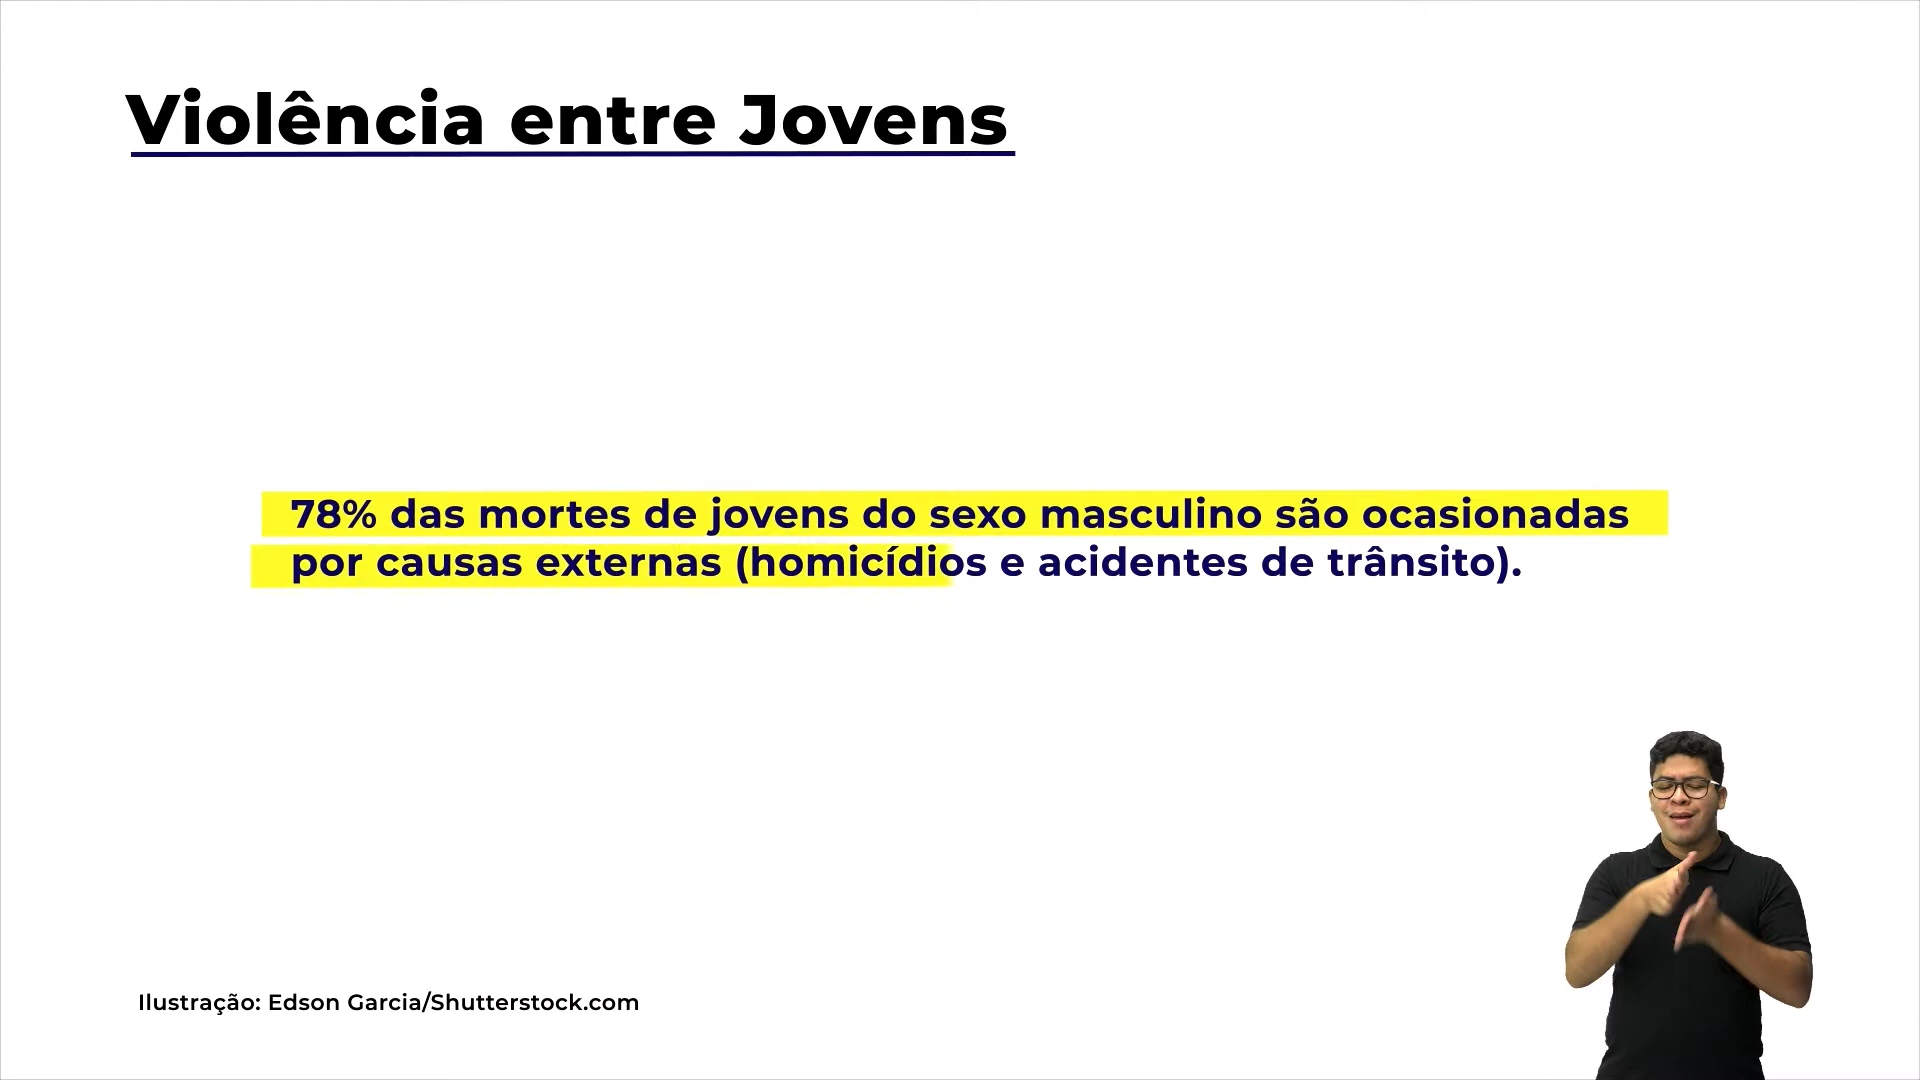 Violência entre Jovens
78% das mortes de jovens do sexo masculino são ocasionadas
por causas externas (homicídios e acidentes de trânsito).
Ilustração: Edson Garcia/Shutterstock.com